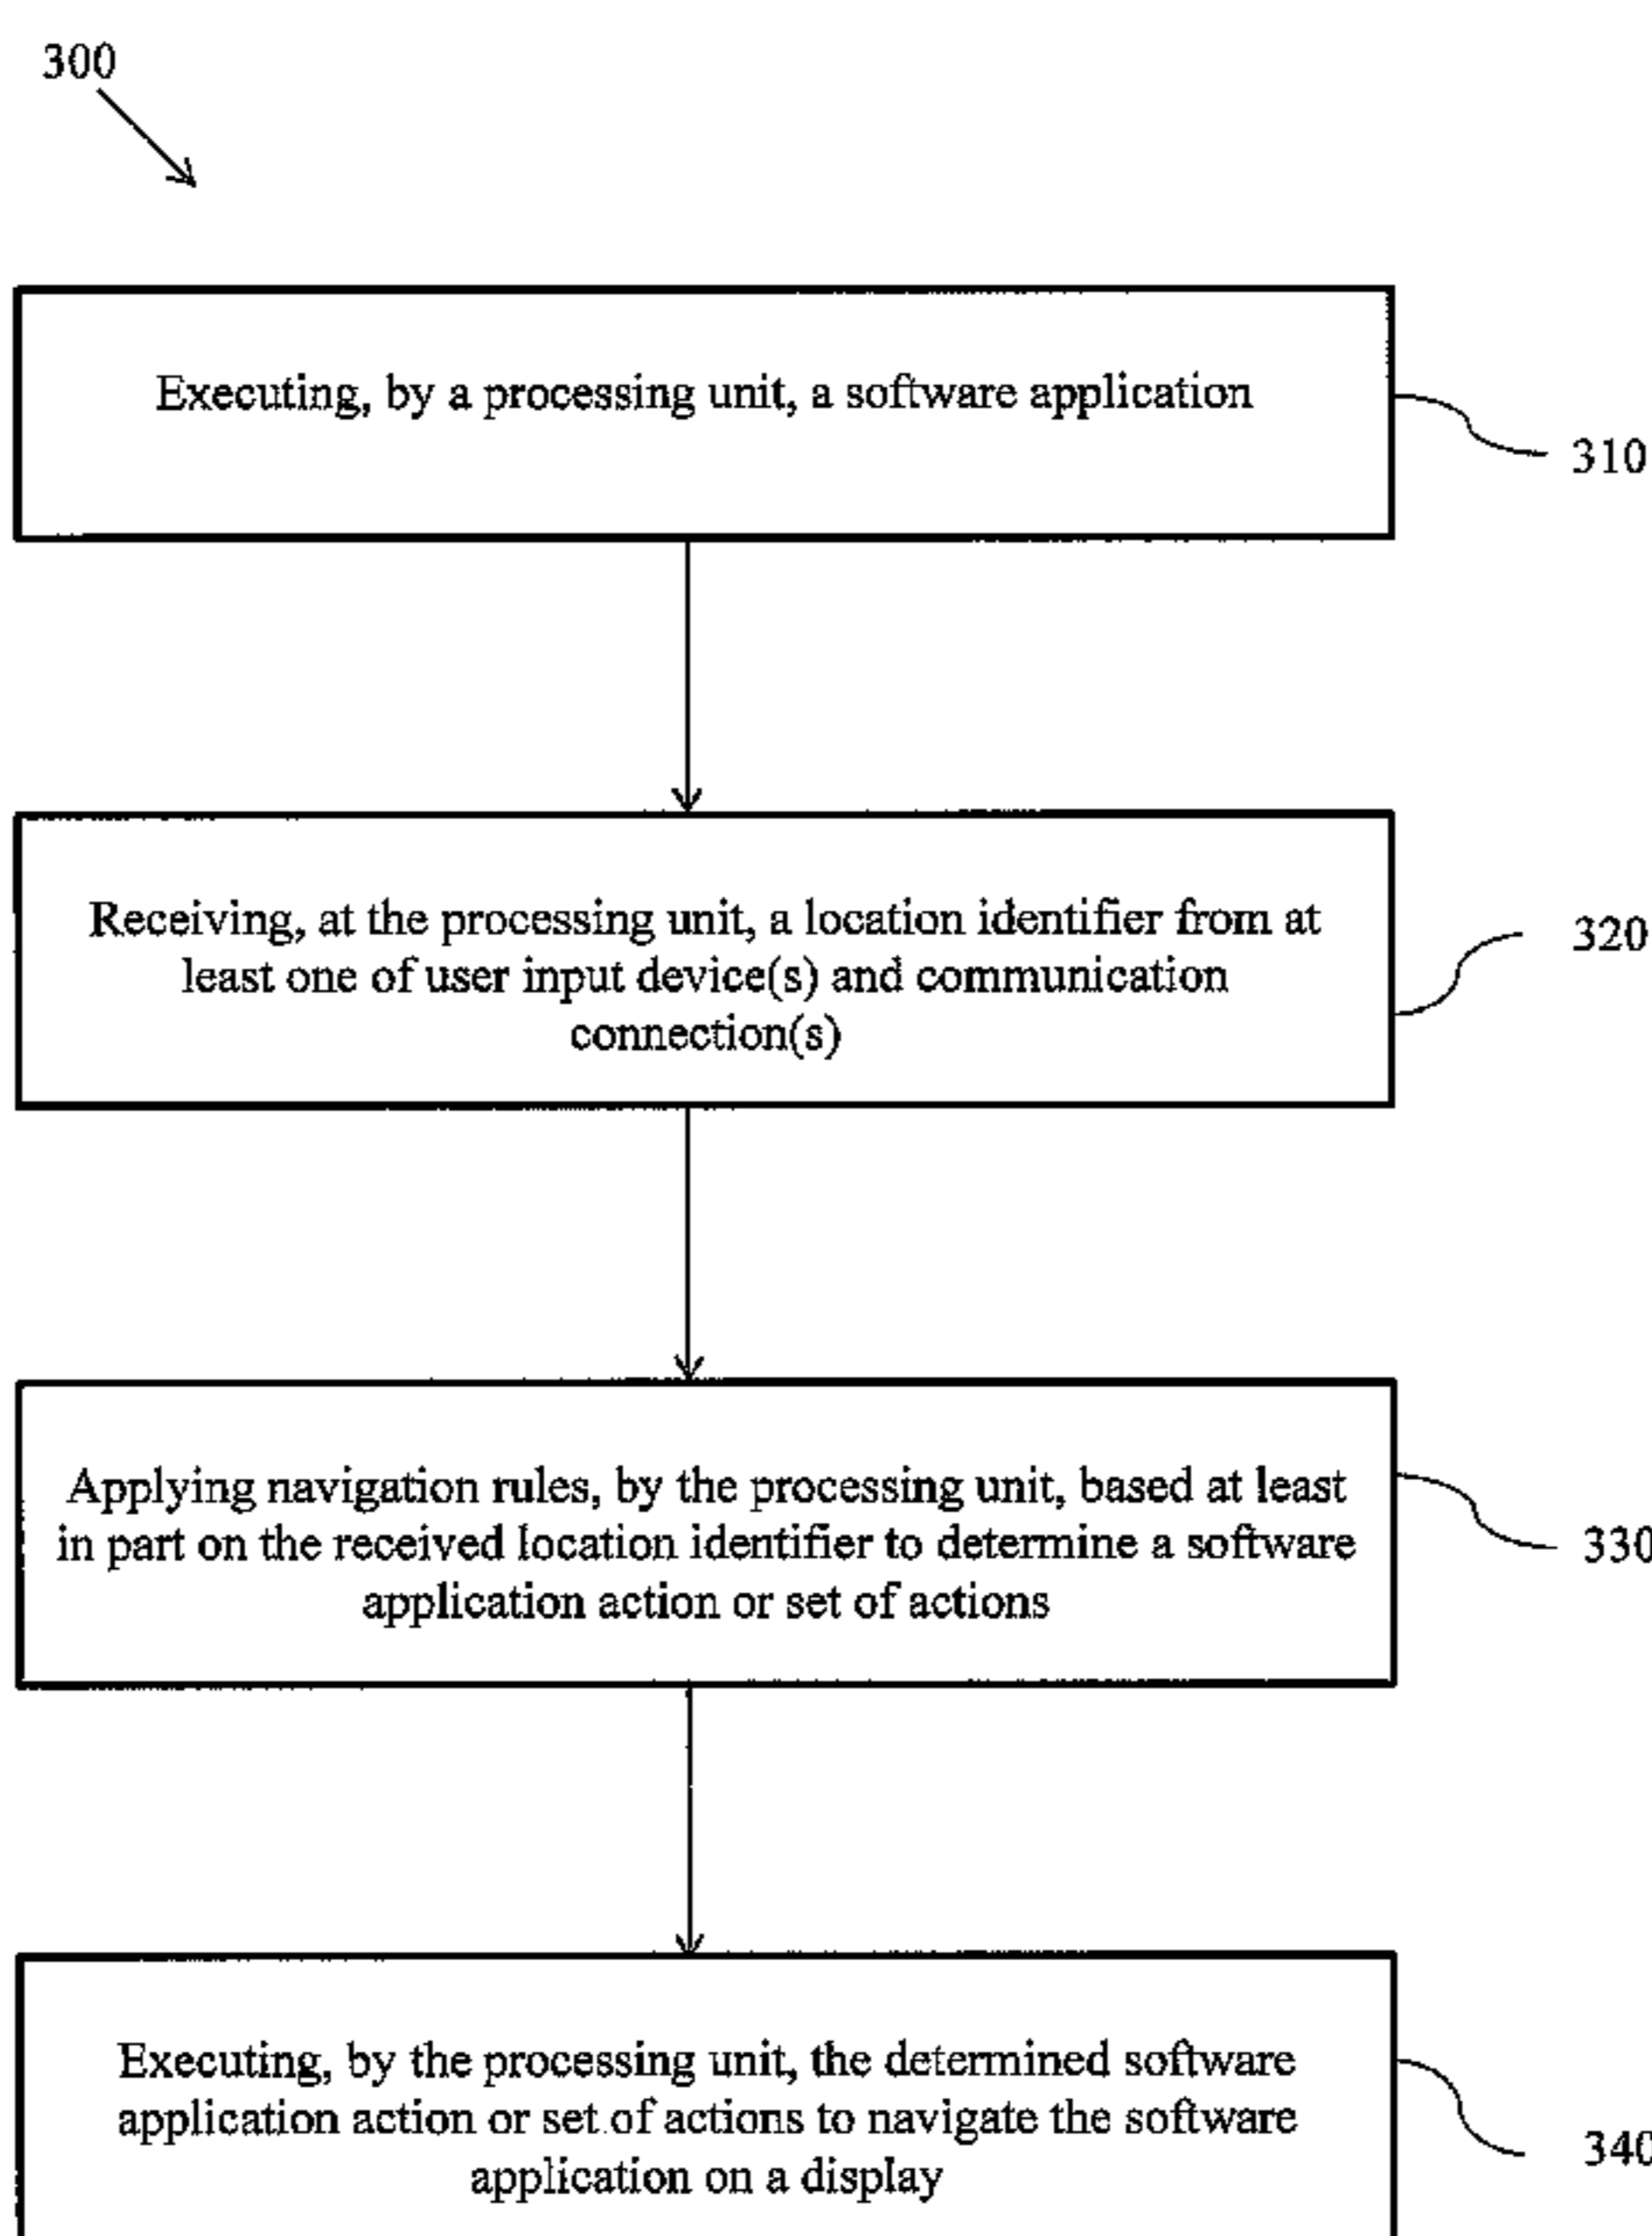 300
Executing, by a processing unit, a software application
310
Receiving, at the processing unit, a location identifier from at
least one of user input device(s) and communication
connection(s)
320
Applying navigation rules, by the processing unit, based at least
in part on the received location identifier to determine a software
application action or set of actions
330
Executing, by the processing unit, the determined software
application action or set of actions to navigate the software
application on a display
340